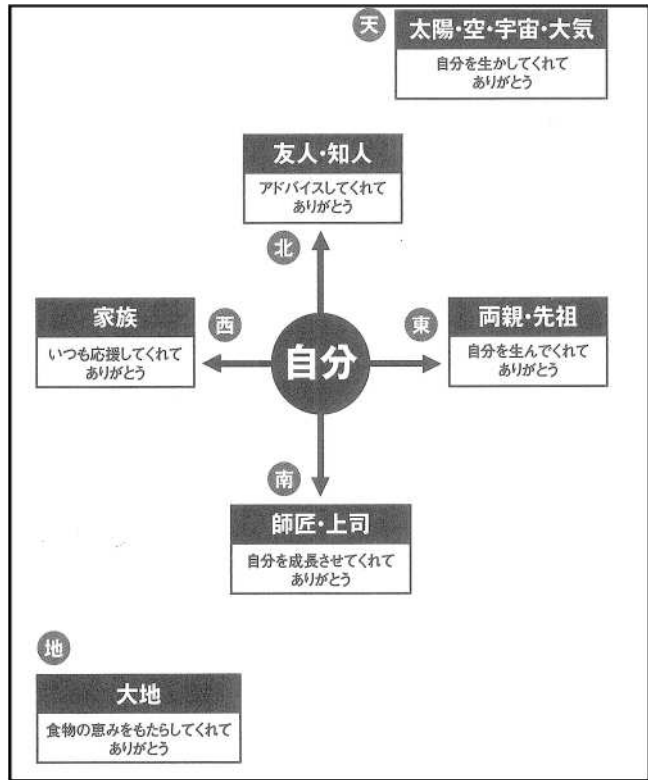 天
太陽・空・宇宙・大気
自分を生かしてくれて
ありがとう
友人・知人
アドバイスしてくれて
ありがとう
北
家族
いつも応援してくれて
ありがとう
西
自分
東
両親・先祖
自分を生んでくれて
ありがとう
南
師匠・上司
自分を成長させてくれて
ありがとう
地
大地
食物の恵みをもたらしてくれて
ありがとう